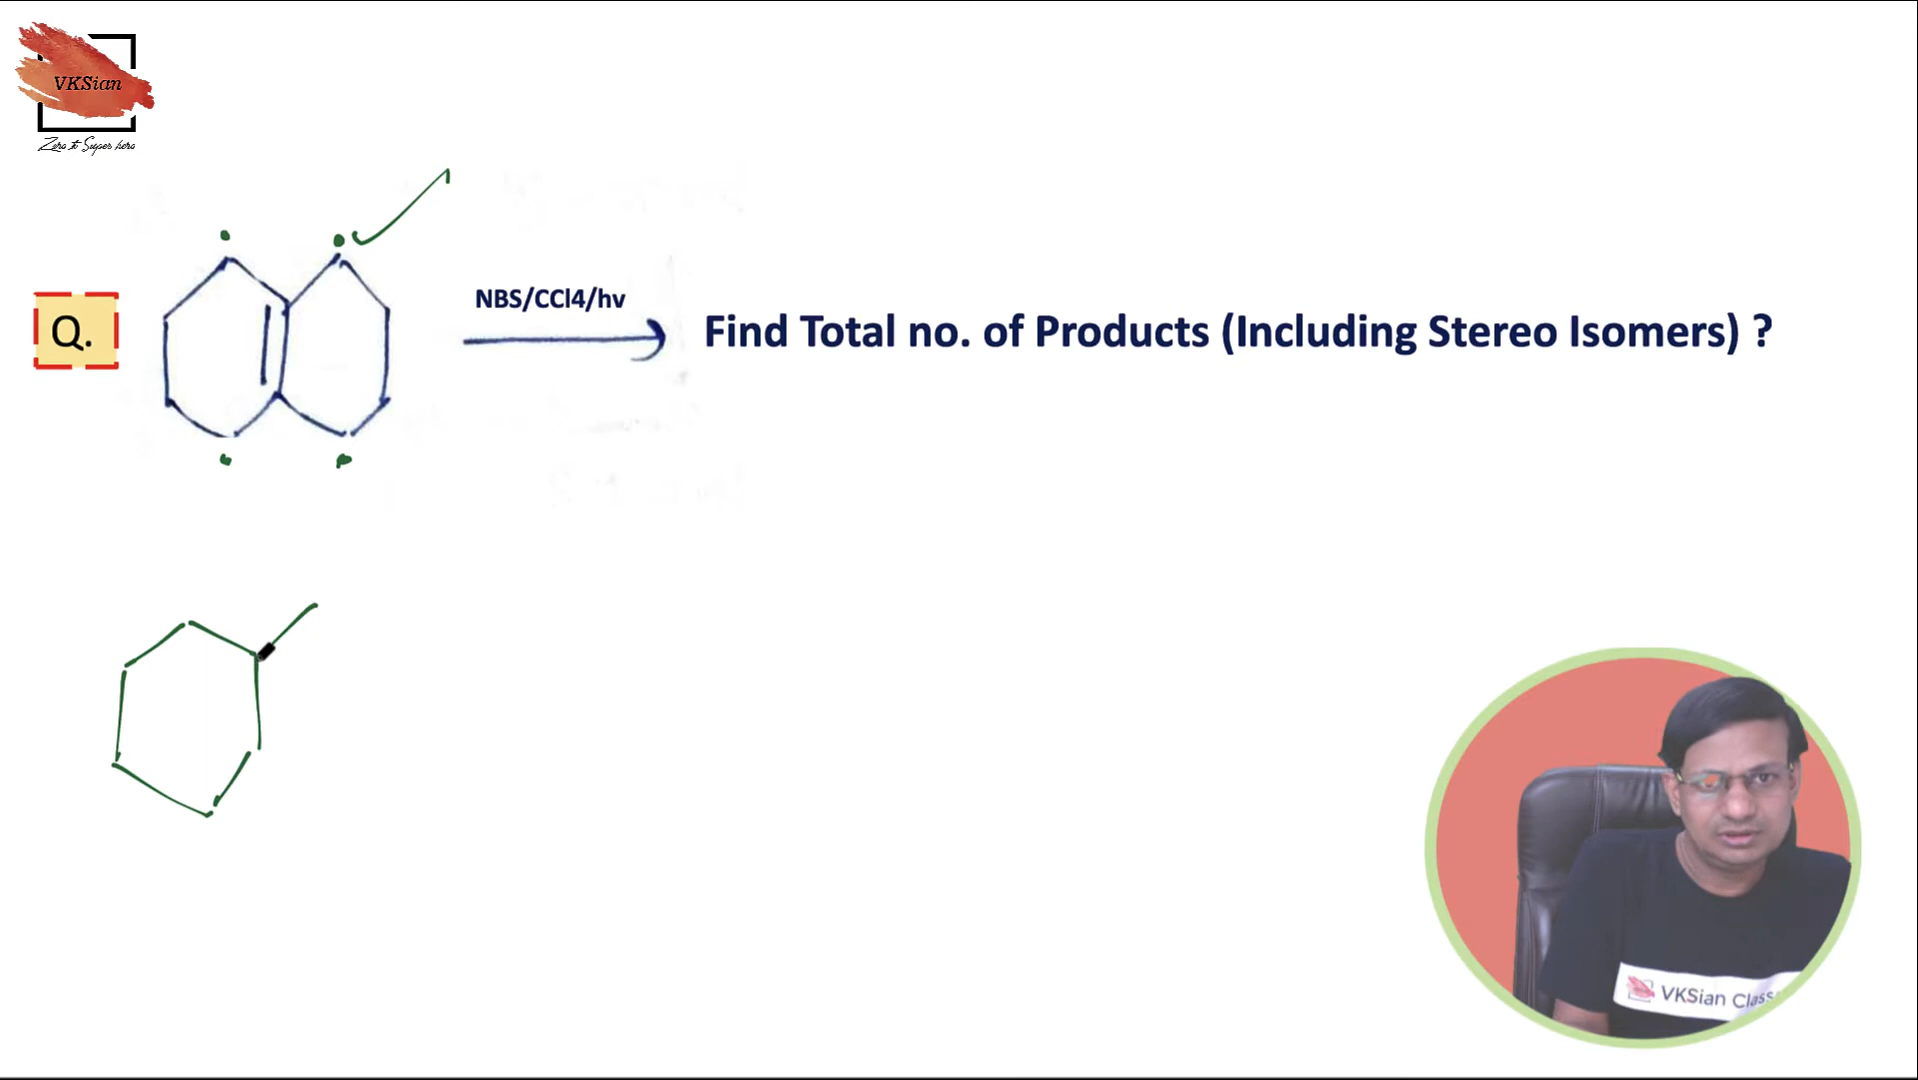 VKSian
Zero to Super hero
NBS/CCl4/hv
Q.
Find Total no. of Products (Including Stereo Isomers) ?
VKSian Class